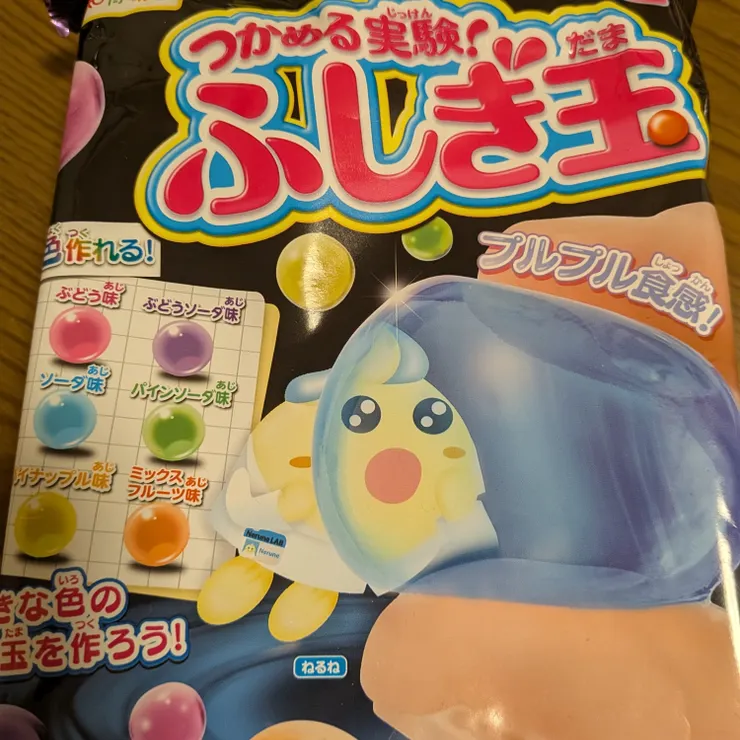 つかめる実験!
じっけん
ふしぎ玉
だま
色作れる!
つく
プルプル食感!
しょっかん
ぶどう味
あじ
ぶどうソーダ味
あじ
ソーダ味
あじ
パインソーダ味
あじ
イナップル味
あじ
ミックス
フルーツ味
あじ
Nerune LAB
Nerune
きな色の
いろ
玉を作ろう!
たま
つく
ねるね